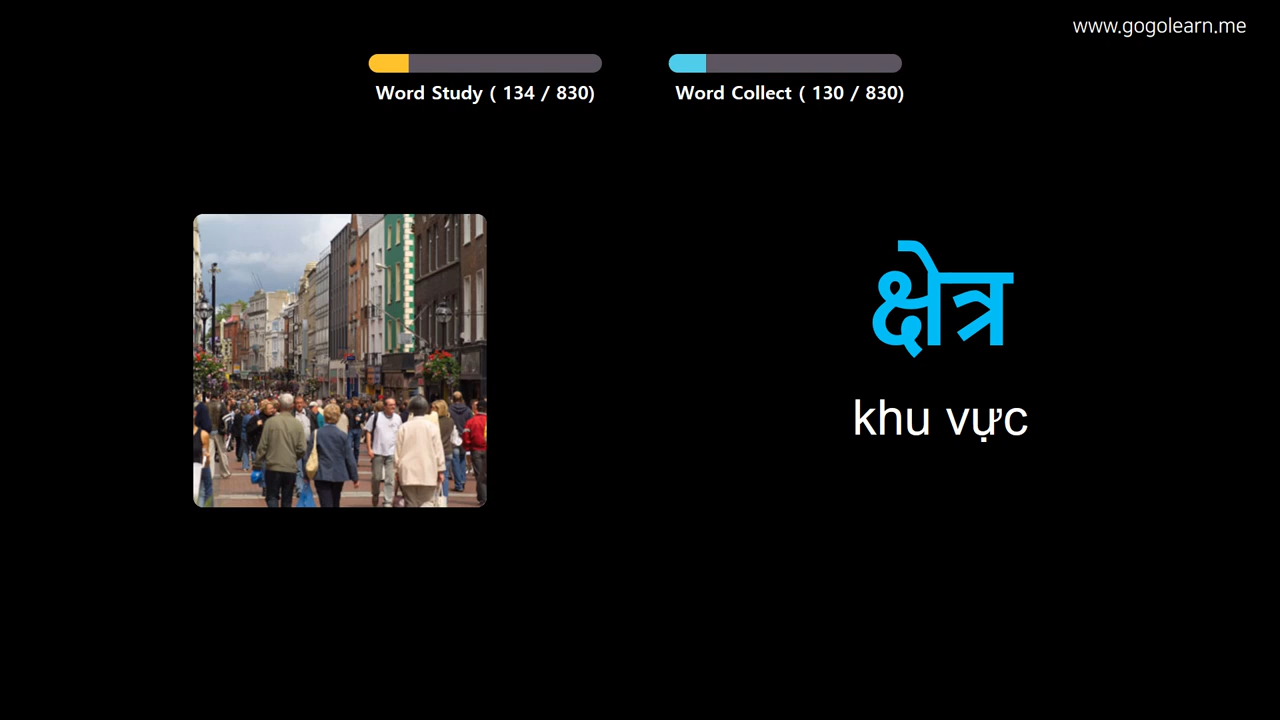 www.gogolearn.me
Word Study ( 134 / 830)
Word Collect ( 130 / 830)
क्षेत्र
khu vực